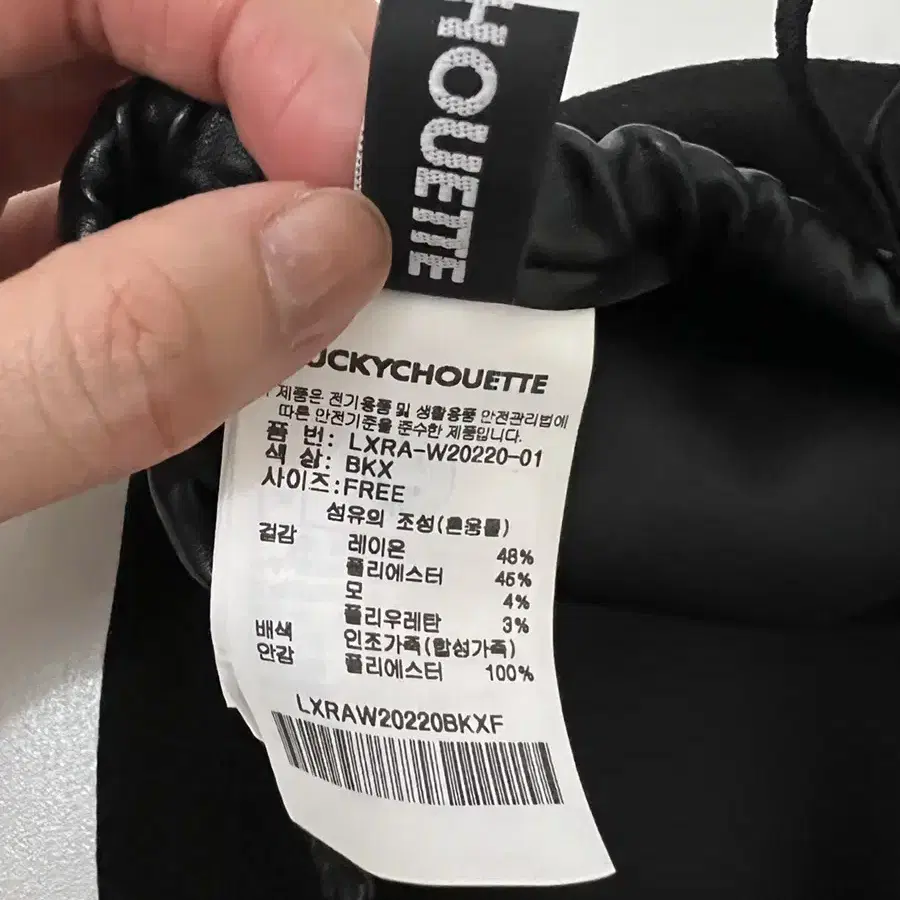 HOUETTE
UCKYCHOUETTE
제품은 전기용품 및 생활용품 안전관리법에
따른 안전기준을 준수한 제품입니다.
품 번: LXRA-W20220-01
색 상: BKX
사이즈:FREE
섬유의 조성(혼용률)
겉감 레이온 48%
폴리에스터 45%
모 4%
폴리우레탄 3%
배색 인조가죽(합성가죽)
안감 폴리에스터 100%
LXRAW20220BKXF